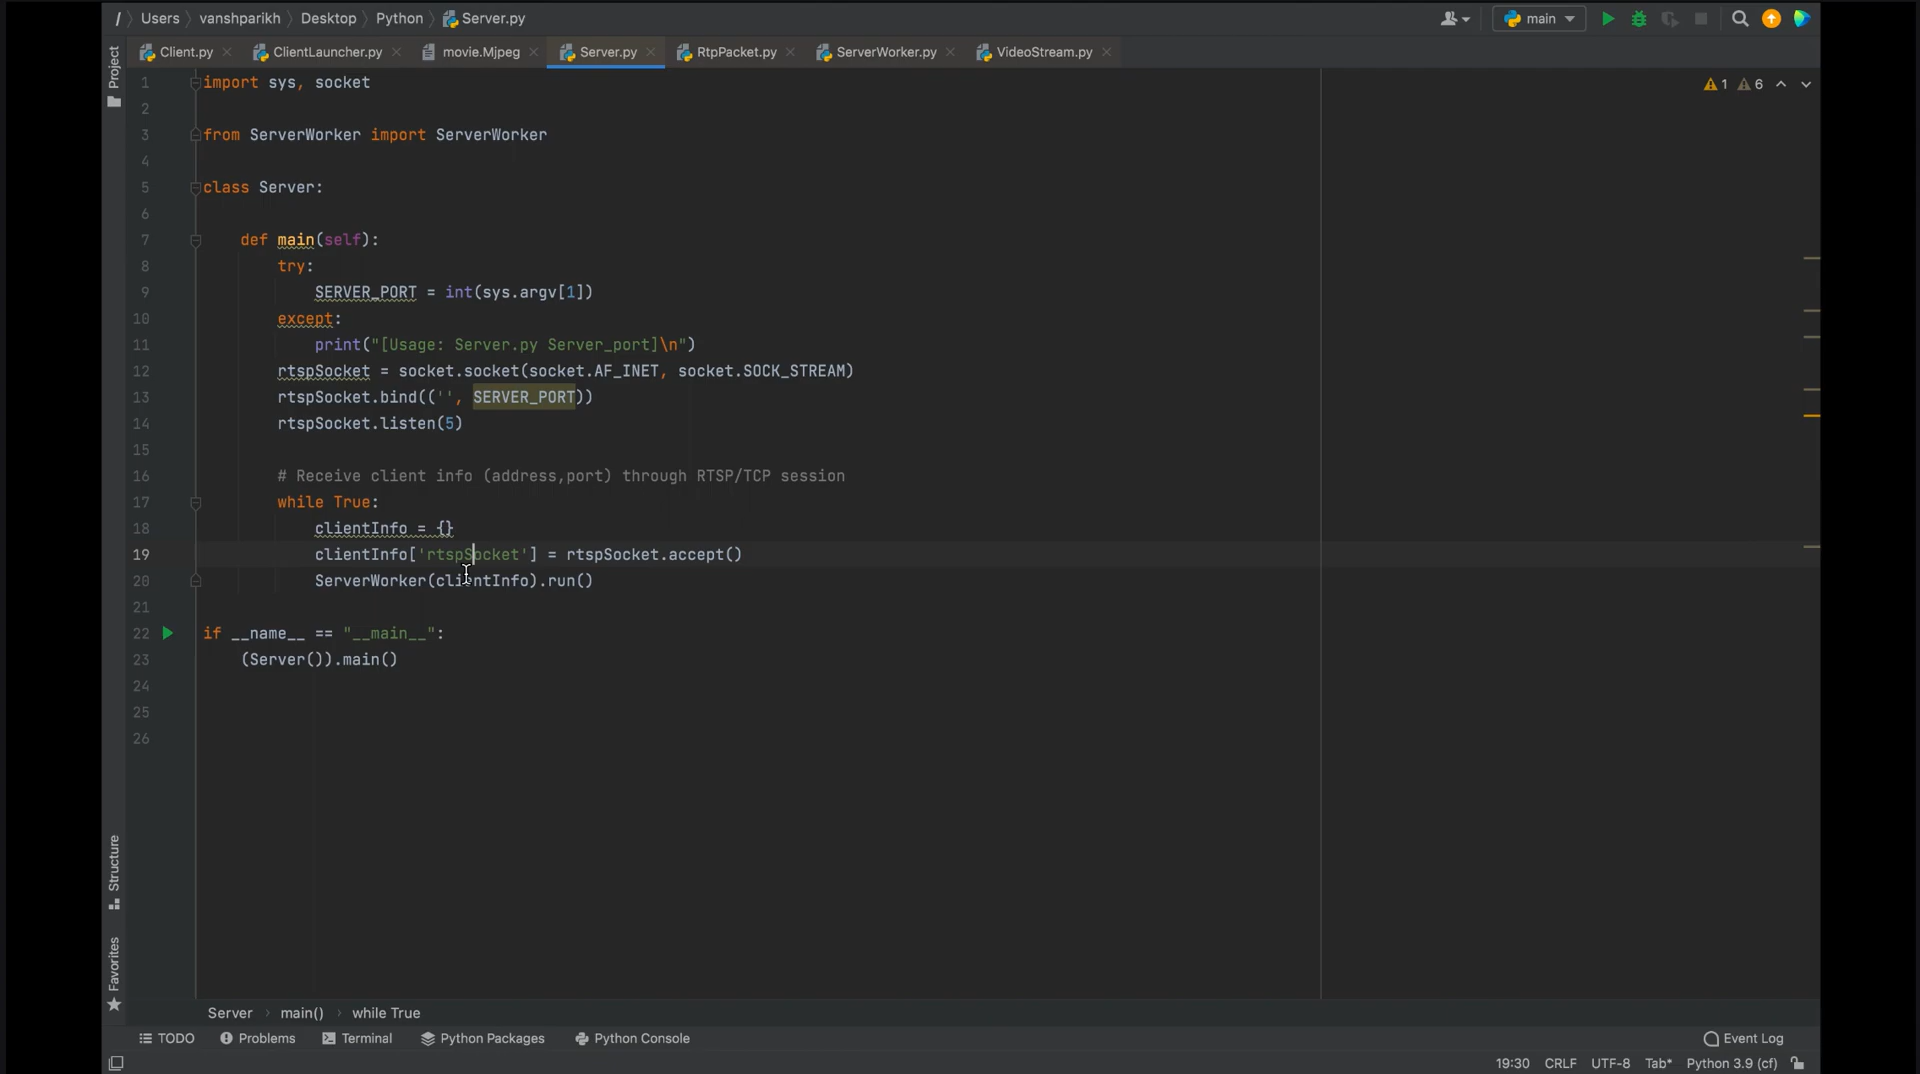 / Users vanshparikh Desktop Python Server.py main
Client.py ClientLauncher.py movie.Mjpeg Server.py RtpPacket.py ServerWorker.py VideoStream.py
Project
1 import sys, socket 1 6
2
3 from ServerWorker import ServerWorker
4
5 class Server:
6
7 def main(self):
8 try:
9 SERVER_PORT = int(sys.argv[1])
10 except:
11 print("[Usage: Server.py Server_port]\n")
12 rtspSocket = socket.socket(socket.AF_INET, socket.SOCK_STREAM)
13 rtspSocket.bind(('', SERVER_PORT))
14 rtspSocket.listen(5)
15
16 # Receive client info (address,port) through RTSP/TCP session
17 while True:
18 clientInfo = {}
19 clientInfo['rtspSocket'] = rtspSocket.accept()
20 ServerWorker(clientInfo).run()
21
22 if __name__ == "__main__":
23 (Server()).main()
24
25
26
Structure
Favorites
Server main() while True
TODO Problems Terminal Python Packages Python Console Event Log
19:30 CRLF UTF-8 Tab* Python 3.9 (cf)